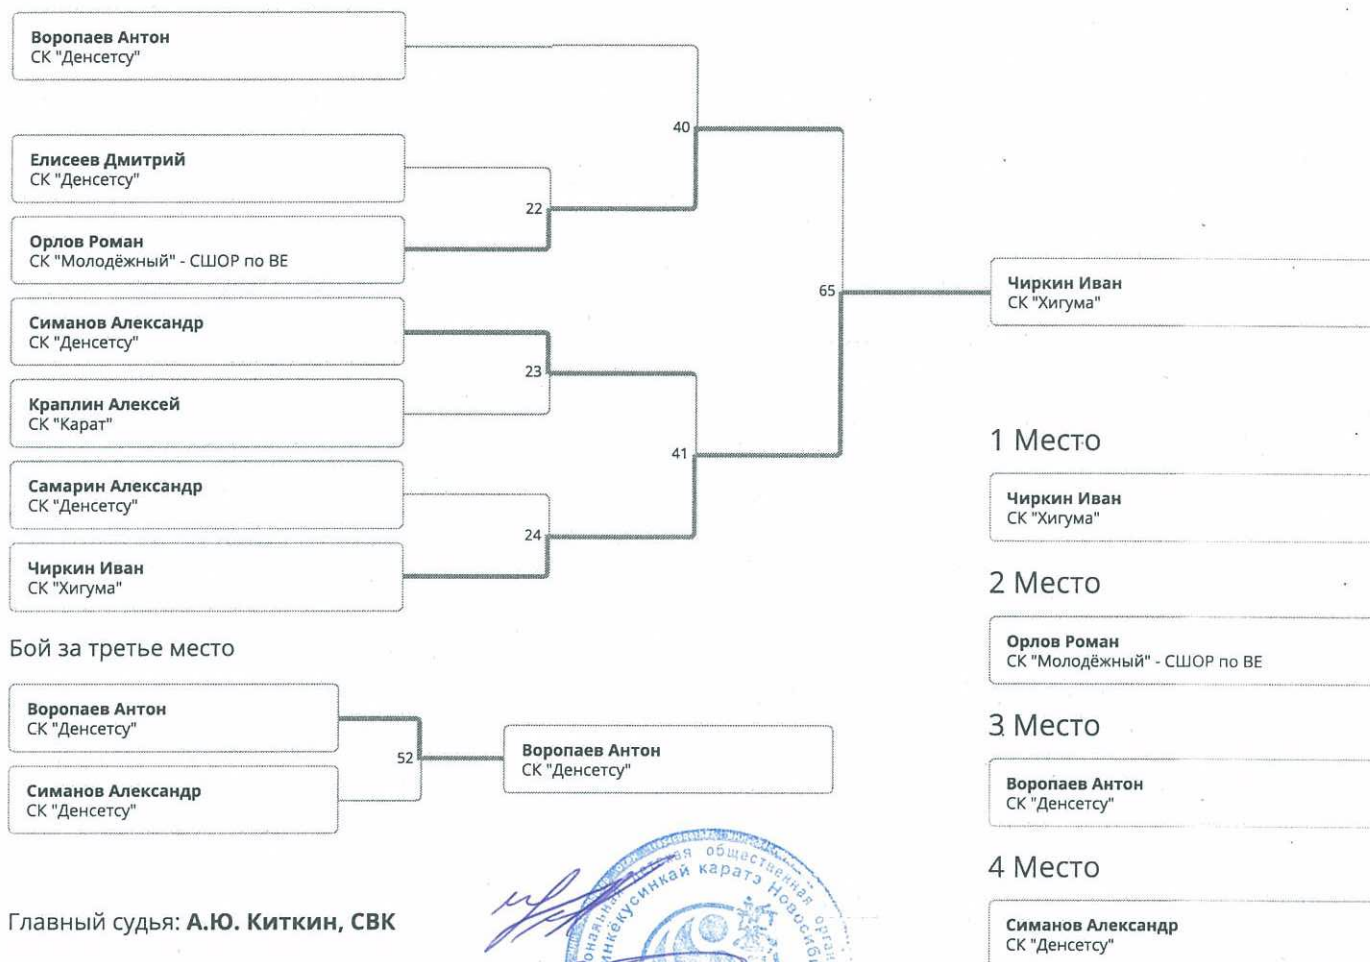 Воропаев Антон
СК "Денсетсу"
40
Елисеев Дмитрий
СК "Денсетсу"
22
Орлов Роман
СК "Молодёжный" - СШОР по ВЕ
65
Чиркин Иван
СК "Хигума"
Симанов Александр
СК "Денсетсу"
23
Краплин Алексей
СК "Карат"
41
Самарин Александр
СК "Денсетсу"
24
Чиркин Иван
СК "Хигума"
1 Место
Чиркин Иван
СК "Хигума"
2 Место
Орлов Роман
СК "Молодёжный" - СШОР по ВЕ
3 Место
Воропаев Антон
СК "Денсетсу"
4 Место
Симанов Александр
СК "Денсетсу"
Бой за третье место
Воропаев Антон
СК "Денсетсу"
52
Воропаев Антон
СК "Денсетсу"
Симанов Александр
СК "Денсетсу"
Главный судья: А.Ю. Киткин, СВК
общественная
каратэ